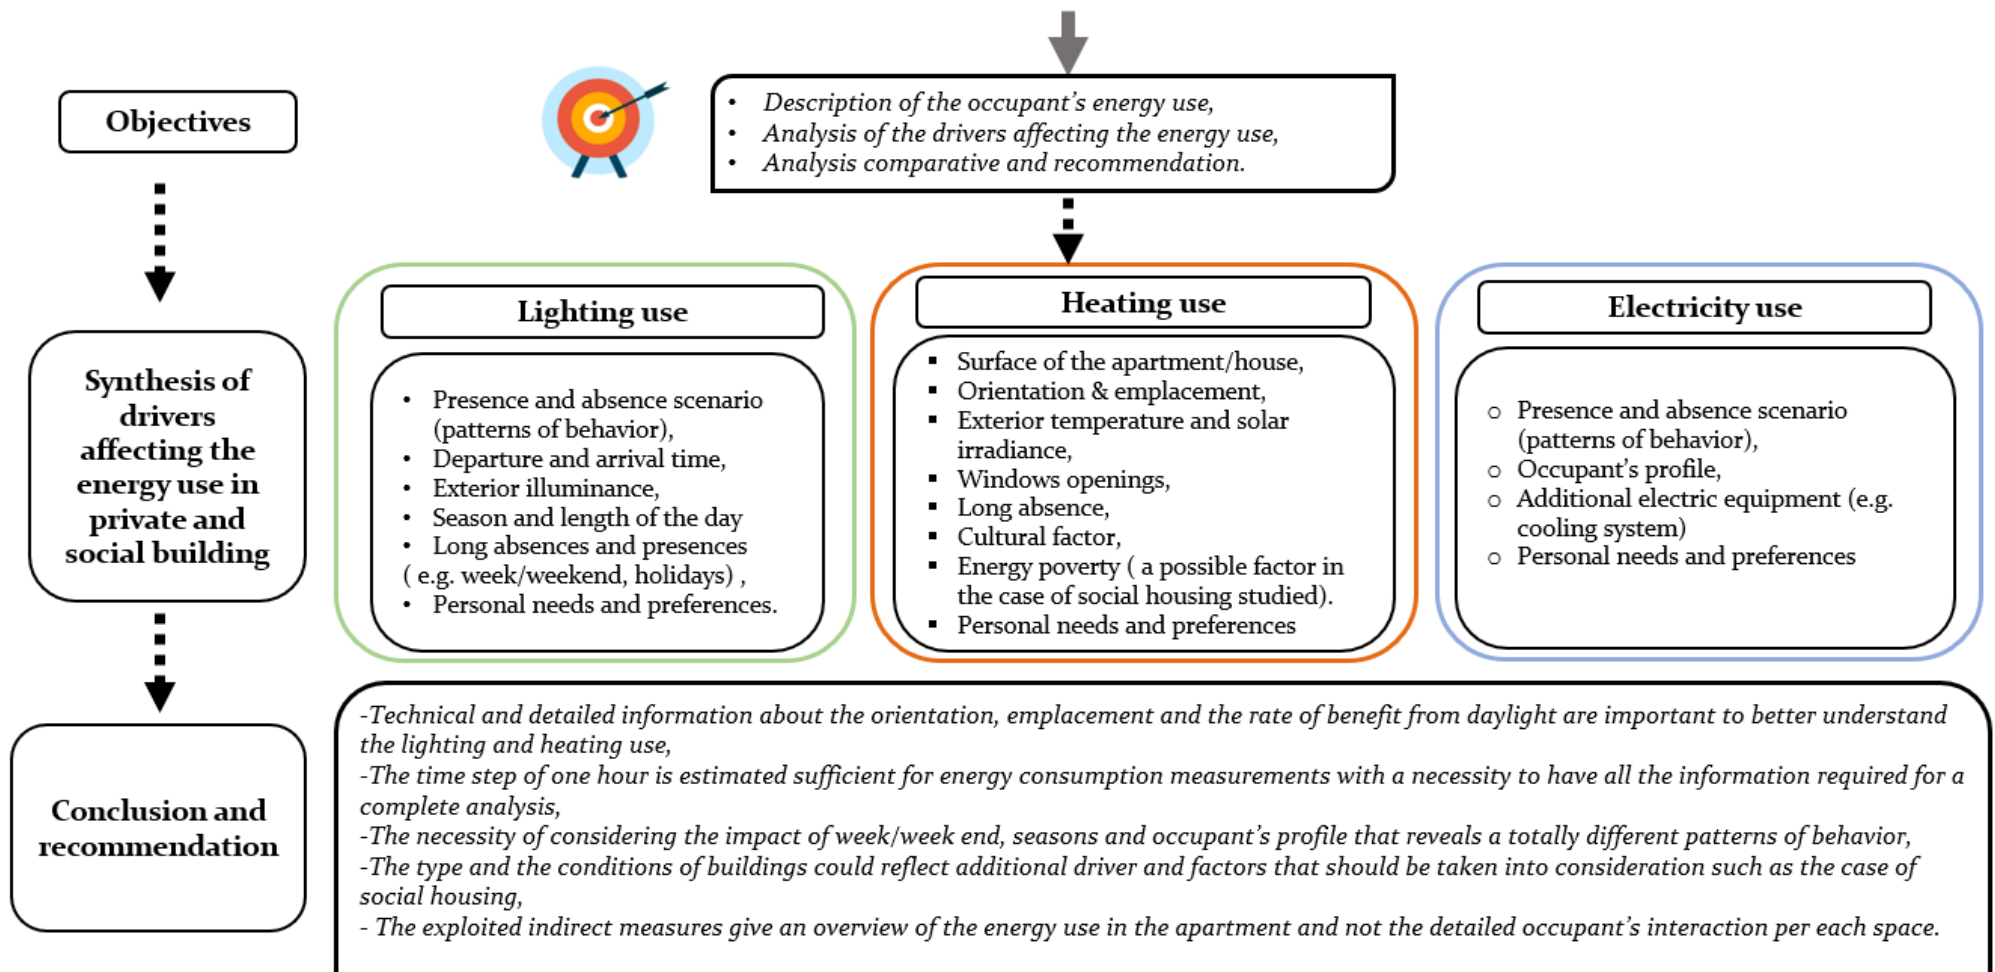 Objectives
• Description of the occupant's energy use,
• Analysis of the drivers affecting the energy use,
• Analysis comparative and recommendation.
Synthesis of
drivers
affecting the
energy use in
private and
social building
Lighting use
• Presence and absence scenario
(patterns of behavior),
• Departure and arrival time,
• Exterior illuminance,
• Season and length of the day
• Long absences and presences
( e.g. week/weekend, holidays) ,
• Personal needs and preferences.
Heating use
▪ Surface of the apartment/house,
▪ Orientation & emplacement,
▪ Exterior temperature and solar
irradiance,
▪ Windows openings,
▪ Long absence,
▪ Cultural factor,
▪ Energy poverty ( a possible factor in
the case of social housing studied).
▪ Personal needs and preferences
Electricity use
o Presence and absence scenario
(patterns of behavior),
o Occupant's profile,
o Additional electric equipment (e.g.
cooling system)
o Personal needs and preferences
Conclusion and
recommendation
-Technical and detailed information about the orientation, emplacement and the rate of benefit from daylight are important to better understand
the lighting and heating use,
-The time step of one hour is estimated sufficient for energy consumption measurements with a necessity to have all the information required for a
complete analysis,
-The necessity of considering the impact of week/week end, seasons and occupant's profile that reveals a totally different patterns of behavior,
-The type and the conditions of buildings could reflect additional driver and factors that should be taken into consideration such as the case of
social housing,
- The exploited indirect measures give an overview of the energy use in the apartment and not the detailed occupant's interaction per each space.